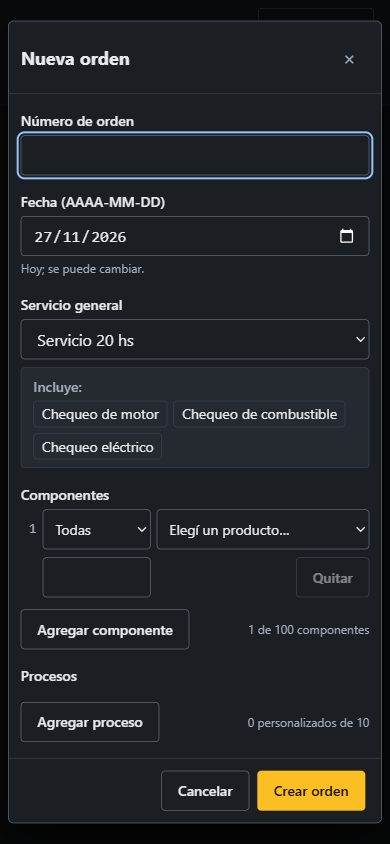 Nueva orden
×
Número de orden
Fecha (AAAA-MM-DD)
27/11/2026
Hoy; se puede cambiar.
Servicio general
Servicio 20 hs
Incluye:
Chequeo de motor Chequeo de combustible
Chequeo eléctrico
Componentes
1 Todas Elegí un producto...
Quitar
Agregar componente 1 de 100 componentes
Procesos
Agregar proceso 0 personalizados de 10
Cancelar Crear orden